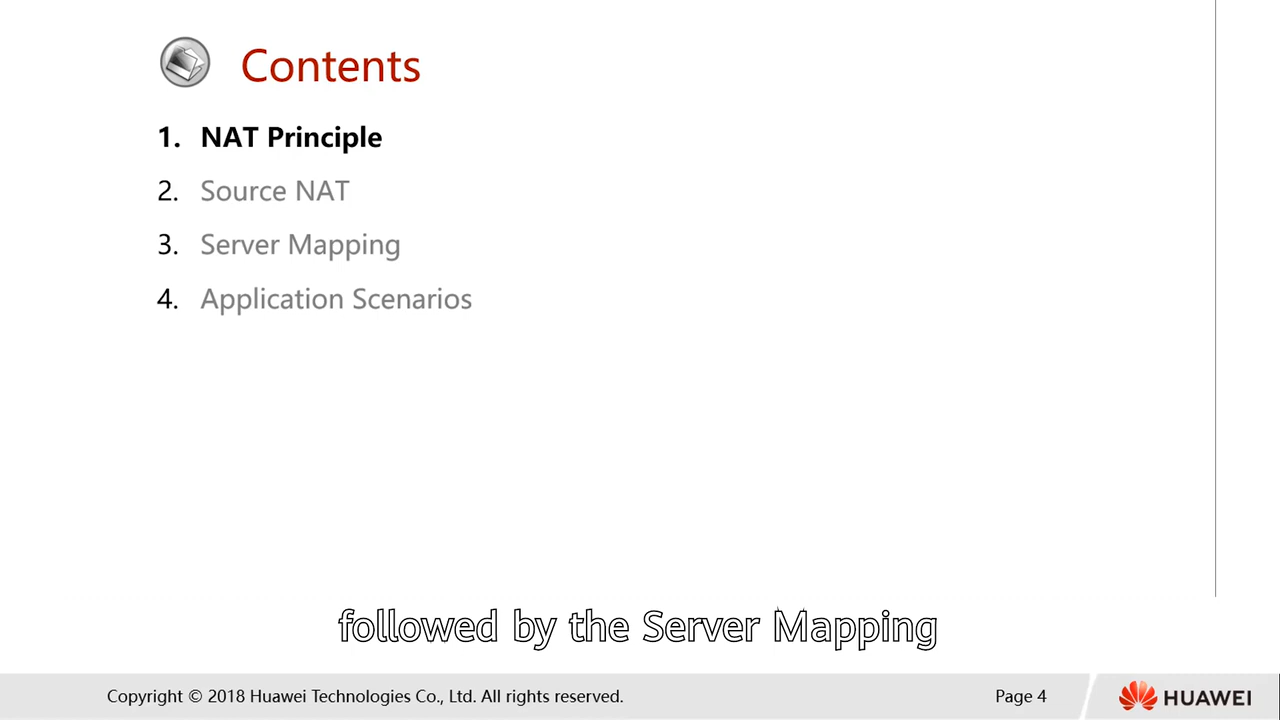 Contents
1. NAT Principle
2. Source NAT
3. Server Mapping
4. Application Scenarios
followed by the Server Mapping
Copyright © 2018 Huawei Technologies Co., Ltd. All rights reserved.
Page 4
HUAWEI